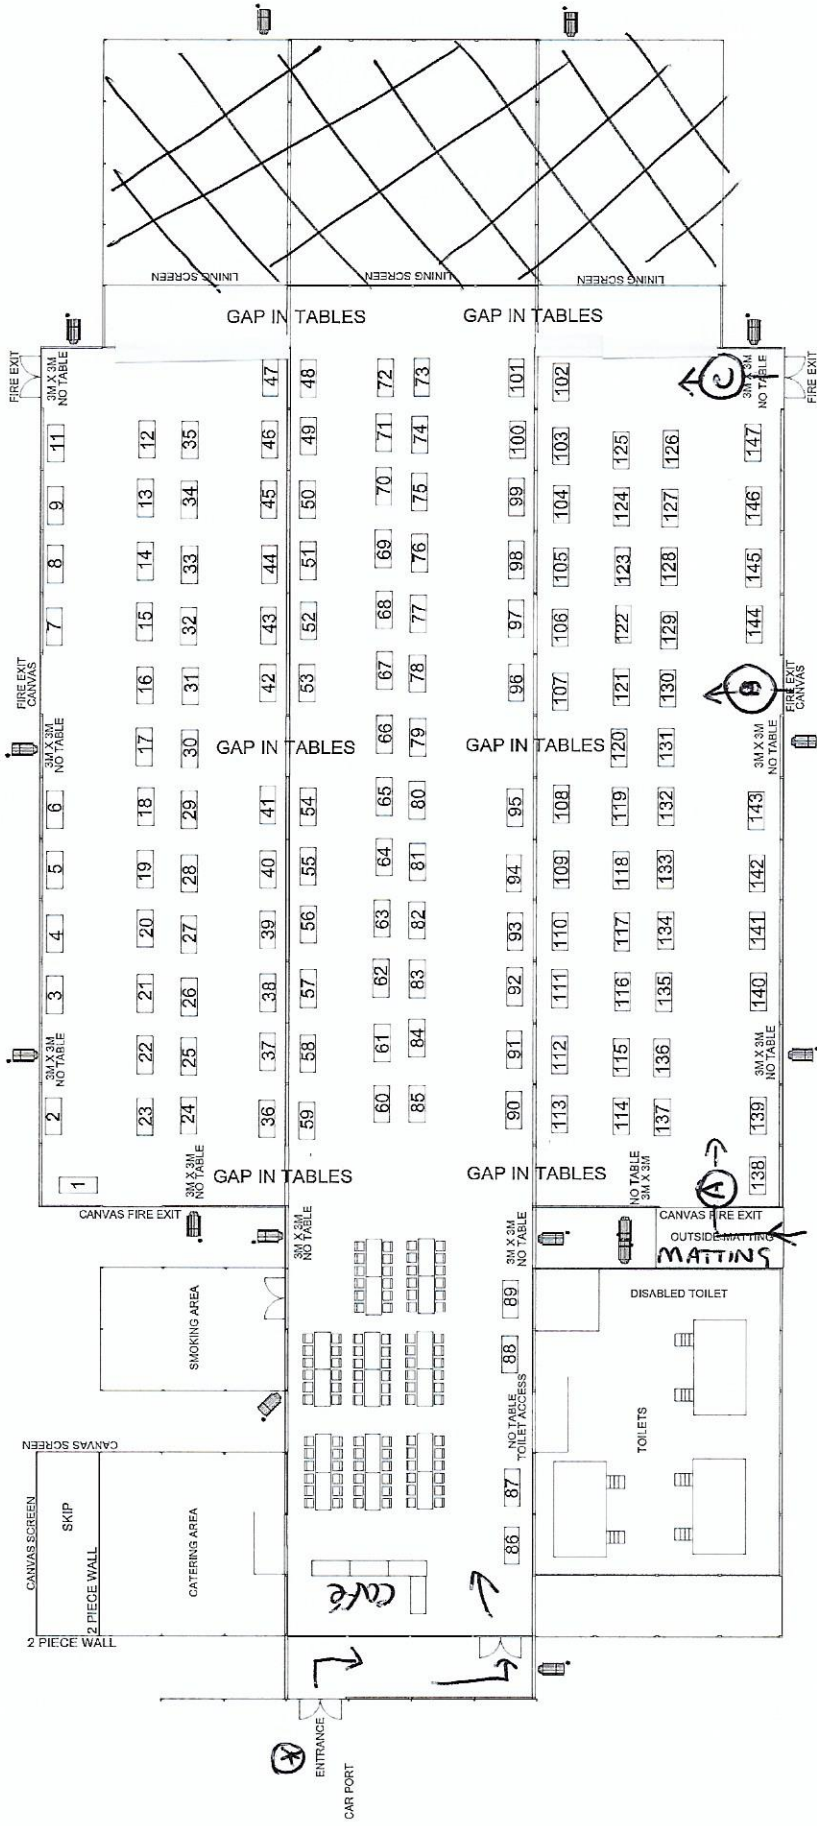 LINING SCREEN
LINING SCREEN
LINING SCREEN
GAP IN TABLES
GAP IN TABLES
FIRE EXIT
3M X 3M
NO TABLE
47 48 72 73 101 102
C
3M X 3M
NO TABLE
FIRE EXIT
11 12 35 46 49 71 74 100 103 125 126 147
9 13 34 45 50 70 75 99 104 124 127 146
8 14 33 44 51 69 76 98 105 123 128 145
7 15 32 43 52 68 77 97 106 122 129 144
FIRE EXIT
CANVAS
16 31 42 53 67 78 96 107 121 130
B
FIRE EXIT
CANVAS
3M X 3M
NO TABLE
17 30
GAP IN TABLES
66 79
GAP IN TABLES
120 131
3M X 3M
NO TABLE
6 18 29 41 54 65 80 95 108 119 132 143
5 19 28 40 55 64 81 94 109 118 133 142
4 20 27 39 56 63 82 93 110 117 134 141
3 21 26 38 57 62 83 92 111 116 135 140
3M X 3M
NO TABLE
22 25 37 58 61 84 91 112 115 136
3M X 3M
NO TABLE
2 23 24 36 59 60 85 90 113 114 137 139
1
3M X 3M
NO TABLE
GAP IN TABLES
GAP IN TABLES
NO TABLE
3M X 3M
A
138
CANVAS FIRE EXIT
3M X 3M
NO TABLE
3M X 3M
NO TABLE
CANVAS FIRE EXIT
OUTSIDE MATTING
MATTING
SMOKING AREA
89
DISABLED TOILET
88
NO TABLE
TOILET ACCESS
TOILETS
CANVAS SCREEN
CANVAS SCREEN
SKIP
2 PIECE WALL
CATERING AREA
87
86
Café
2 PIECE WALL
ENTRANCE
CAR PORT